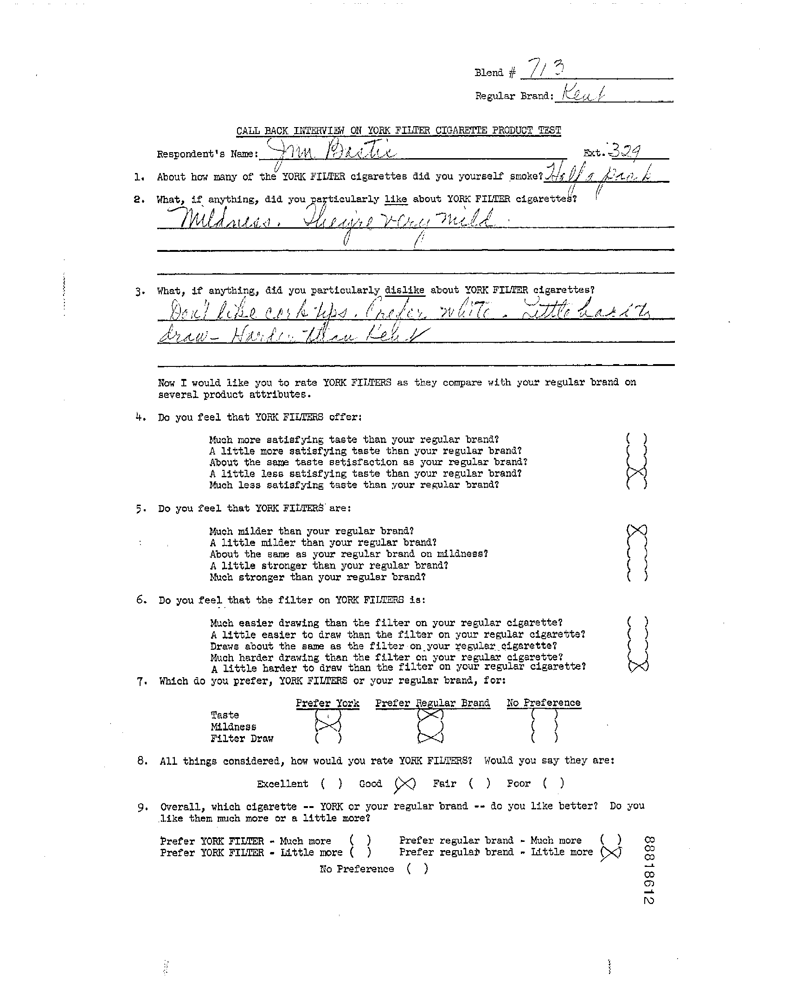 Blend # 713
Regular Brand: Kent
CALL BACK INTERVIEW ON YORK FILTER CIGARETTE PRODUCT TEST
Respondent's Name: Ext. 329
1. About how many of the YORK FILTER cigarettes did you yourself smoke? Half a pack
2. What, if anything, did you particularly like about YORK FILTER cigarettes?
Mildness. They're very mild.
3. What, if anything, did you particularly dislike about YORK FILTER cigarettes?
Don't like cork tips. Prefer white. Little hard to
draw - Harder than Kent
Now I would like you to rate YORK FILTERS as they compare with your regular brand on
several product attributes.
4. Do you feel that YORK FILTERS offer:
Much more satisfying taste than your regular brand? ( )
A little more satisfying taste than your regular brand? ( )
About the same taste satisfaction as your regular brand? ( )
A little less satisfying taste than your regular brand? (X)
Much less satisfying taste than your regular brand? ( )
5. Do you feel that YORK FILTERS are:
Much milder than your regular brand? (X)
A little milder than your regular brand? ( )
About the same as your regular brand on mildness? ( )
A little stronger than your regular brand? ( )
Much stronger than your regular brand? ( )
6. Do you feel that the filter on YORK FILTERS is:
Much easier drawing than the filter on your regular cigarette? ( )
A little easier to draw than the filter on your regular cigarette? ( )
Draws about the same as the filter on your regular cigarette? ( )
Much harder drawing than the filter on your regular cigarette? ( )
A little harder to draw than the filter on your regular cigarette? (X)
7. Which do you prefer, YORK FILTERS or your regular brand, for:
Prefer York Prefer Regular Brand No Preference
Taste ( ) (X) ( )
Mildness (X) ( ) ( )
Filter Draw ( ) (X) ( )
8. All things considered, how would you rate YORK FILTERS? Would you say they are:
Excellent ( ) Good (X) Fair ( ) Poor ( )
9. Overall, which cigarette -- YORK or your regular brand -- do you like better? Do you
like them much more or a little more?
Prefer YORK FILTER - Much more ( ) Prefer regular brand - Much more ( )
Prefer YORK FILTER - Little more ( ) Prefer regular brand - Little more (X)
No Preference ( )
88818612